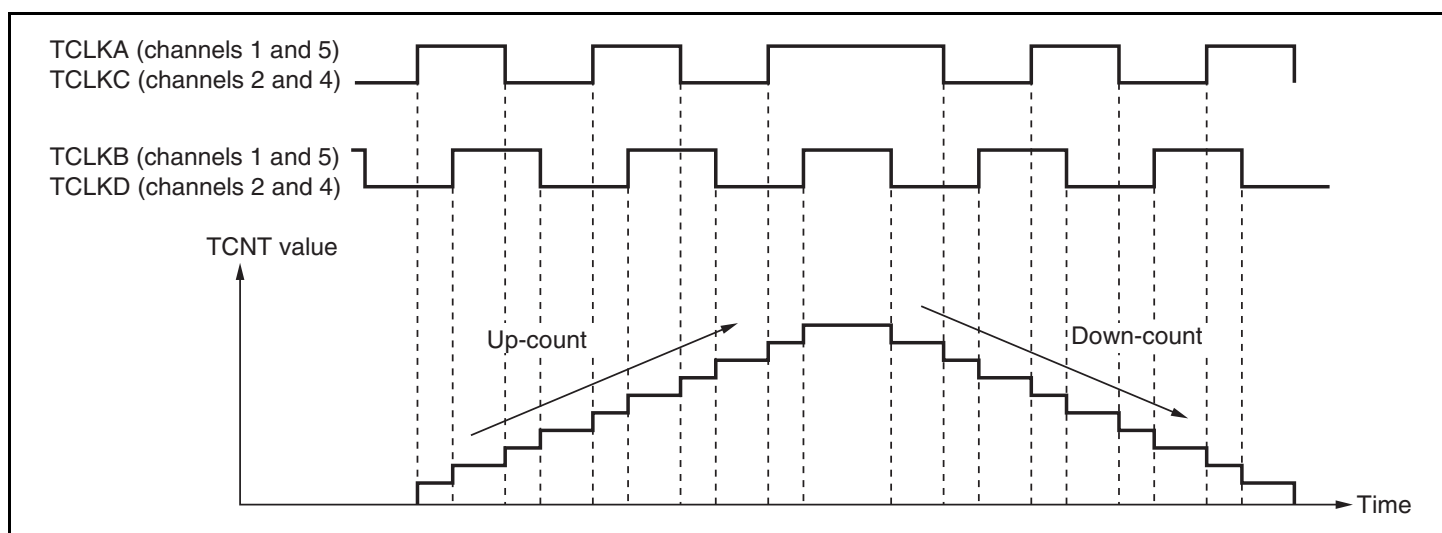 TCLKA (channels 1 and 5)
TCLKC (channels 2 and 4)
TCLKB (channels 1 and 5)
TCLKD (channels 2 and 4)
TCNT value
Up-count
Down-count
Time